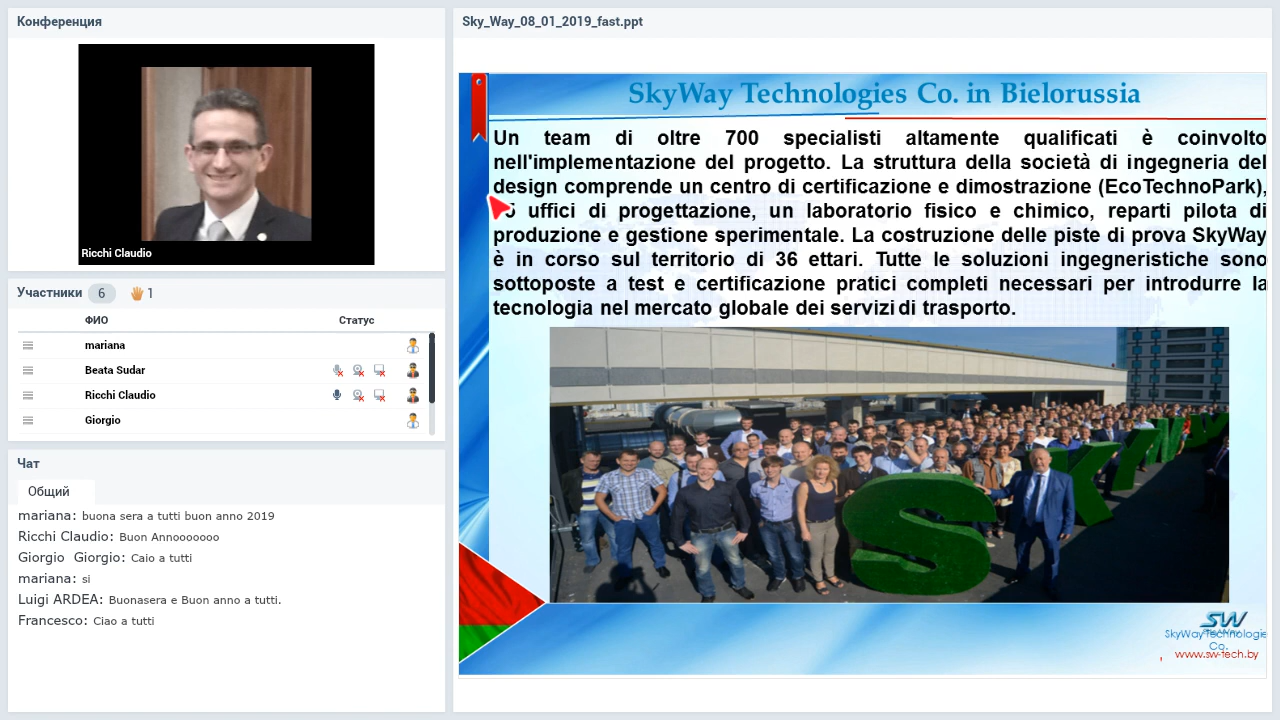 Конференция
Ricchi Claudio
Участники 6 1
ФИО Статус
mariana
Beata Sudar
Ricchi Claudio
Giorgio
Чат
Общий
mariana: buona sera a tutti buon anno 2019
Ricchi Claudio: Buon Annooooooo
Giorgio Giorgio: Caio a tutti
mariana: si
Luigi ARDEA: Buonasera e Buon anno a tutti.
Francesco: Ciao a tutti
Sky_Way_08_01_2019_fast.ppt
SkyWay Technologies Co. in Bielorussia
Un team di oltre 700 specialisti altamente qualificati è coinvolto
nell'implementazione del progetto. La struttura della società di ingegneria del
design comprende un centro di certificazione e dimostrazione (EcoTechnoPark),
uffici di progettazione, un laboratorio fisico e chimico, reparti pilota di
produzione e gestione sperimentale. La costruzione delle piste di prova SkyWay
è in corso sul territorio di 36 ettari. Tutte le soluzioni ingegneristiche sono
sottoposte a test e certificazione pratici completi necessari per introdurre la
tecnologia nel mercato globale dei servizi di trasporto.
SKYWAY
SW
SkyWay Technologie
Co.
, www.sw-tech.by